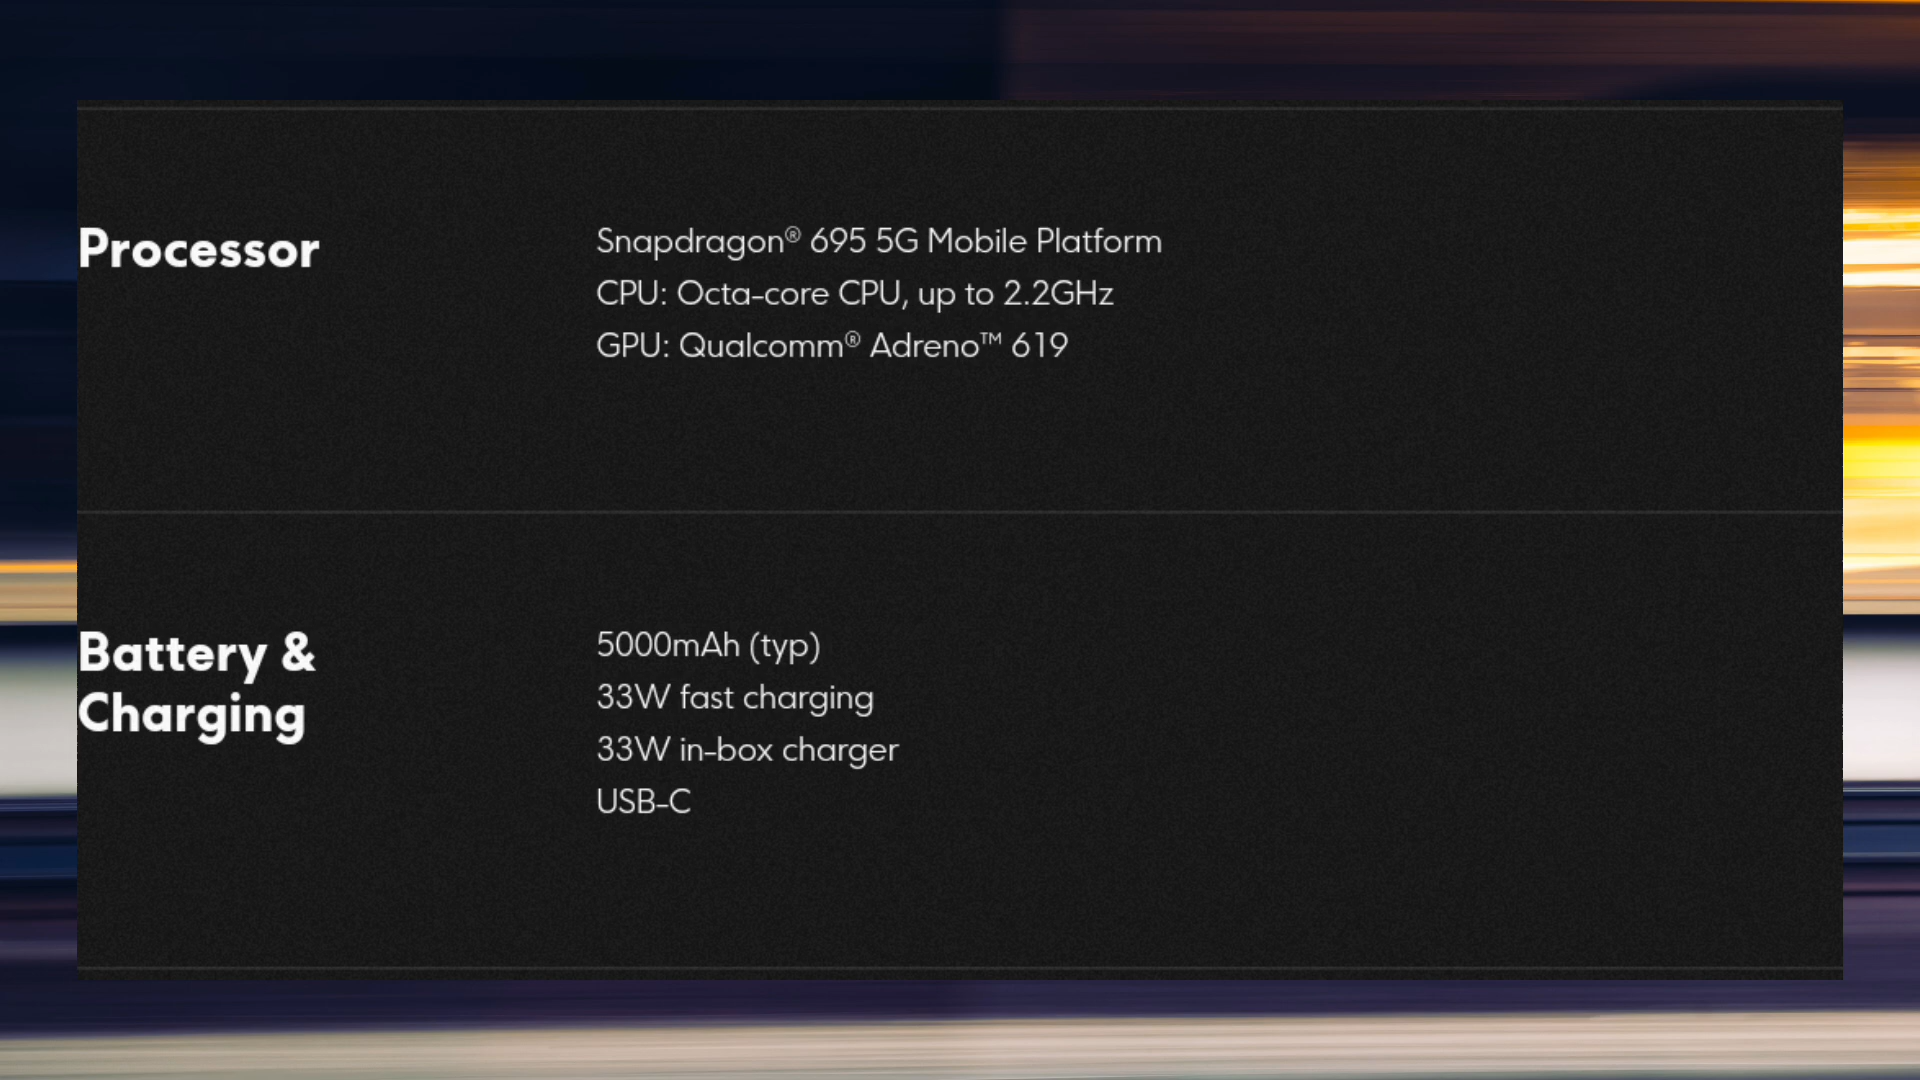 Processor
Snapdragon® 695 5G Mobile Platform
CPU: Octa-core CPU, up to 2.2GHz
GPU: Qualcomm® Adreno™ 619
Battery &
Charging
5000mAh (typ)
33W fast charging
33W in-box charger
USB-C